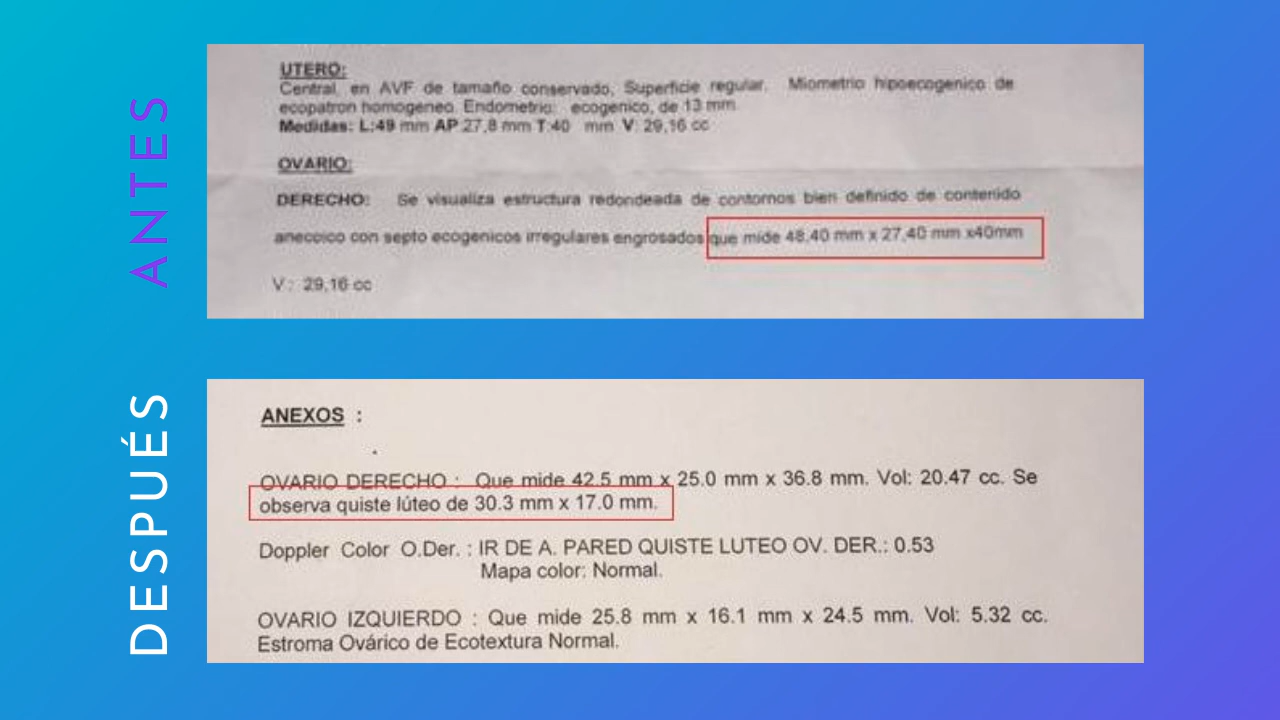 ANTES
UTERO:
Central, en AVF de tamaño conservado, Superficie regular. Miometrio hipoecogenico de
ecopatron homogeneo. Endometrio: ecogenico, de 13 mm
Medidas: L:49 mm AP 27,8 mm T:40 mm V: 29,16 cc
OVARIO:
DERECHO: Se visualiza estructura redondeada de contornos bien definido de contenido
anecoico con septo ecogenicos irregulares engrosados que mide 48,40 mm x 27,40 mm x40mm
V: 29,16 cc
DESPUÉS
ANEXOS :
OVARIO DERECHO : Que mide 42.5 mm x 25.0 mm x 36.8 mm. Vol: 20.47 cc. Se
observa quiste lúteo de 30.3 mm x 17.0 mm.
Doppler Color O.Der. : IR DE A. PARED QUISTE LUTEO OV. DER.: 0.53
Mapa color: Normal.
OVARIO IZQUIERDO : Que mide 25.8 mm x 16.1 mm x 24.5 mm. Vol: 5.32 cc.
Estroma Ovárico de Ecotextura Normal.